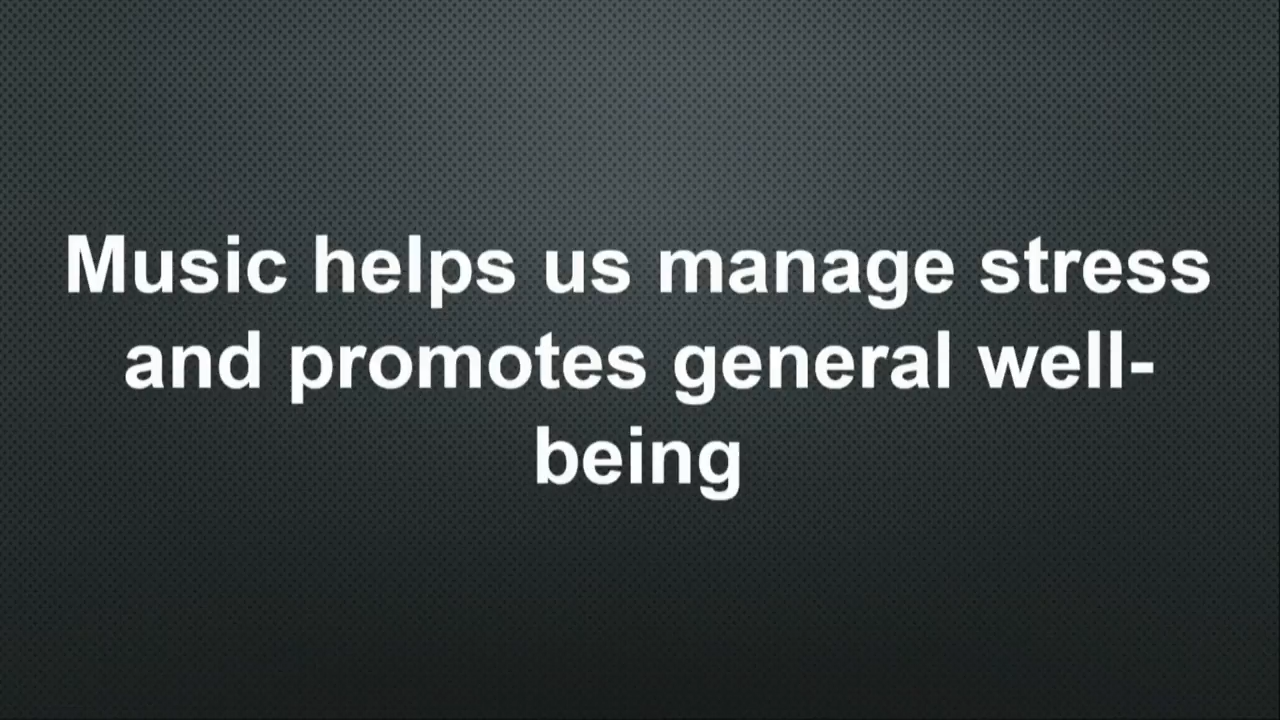 Music helps us manage stress
and promotes general well-
being